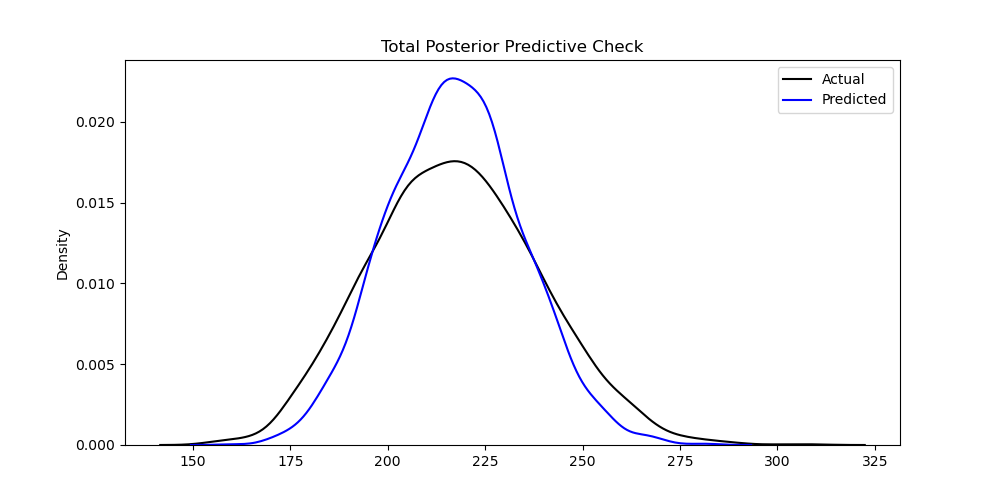 Total Posterior Predictive Check
Actual
Predicted
Density
0.020
0.015
0.010
0.005
0.000
150 175 200 225 250 275 300 325